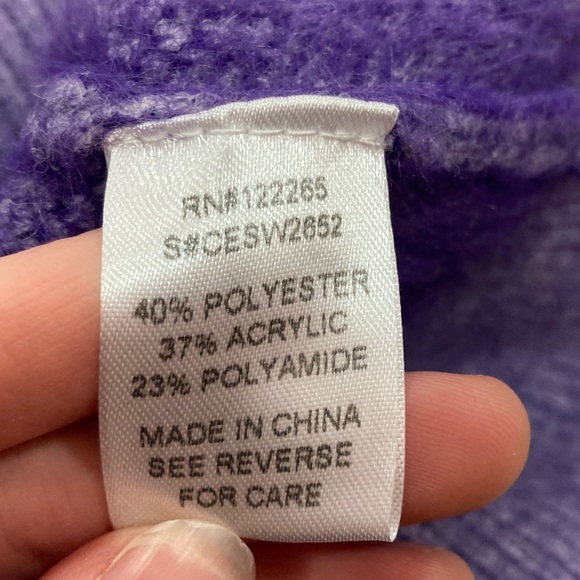 RN#122265
S#CESW2652
40% POLYESTER
37% ACRYLIC
23% POLYAMIDE
MADE IN CHINA
SEE REVERSE
FOR CARE